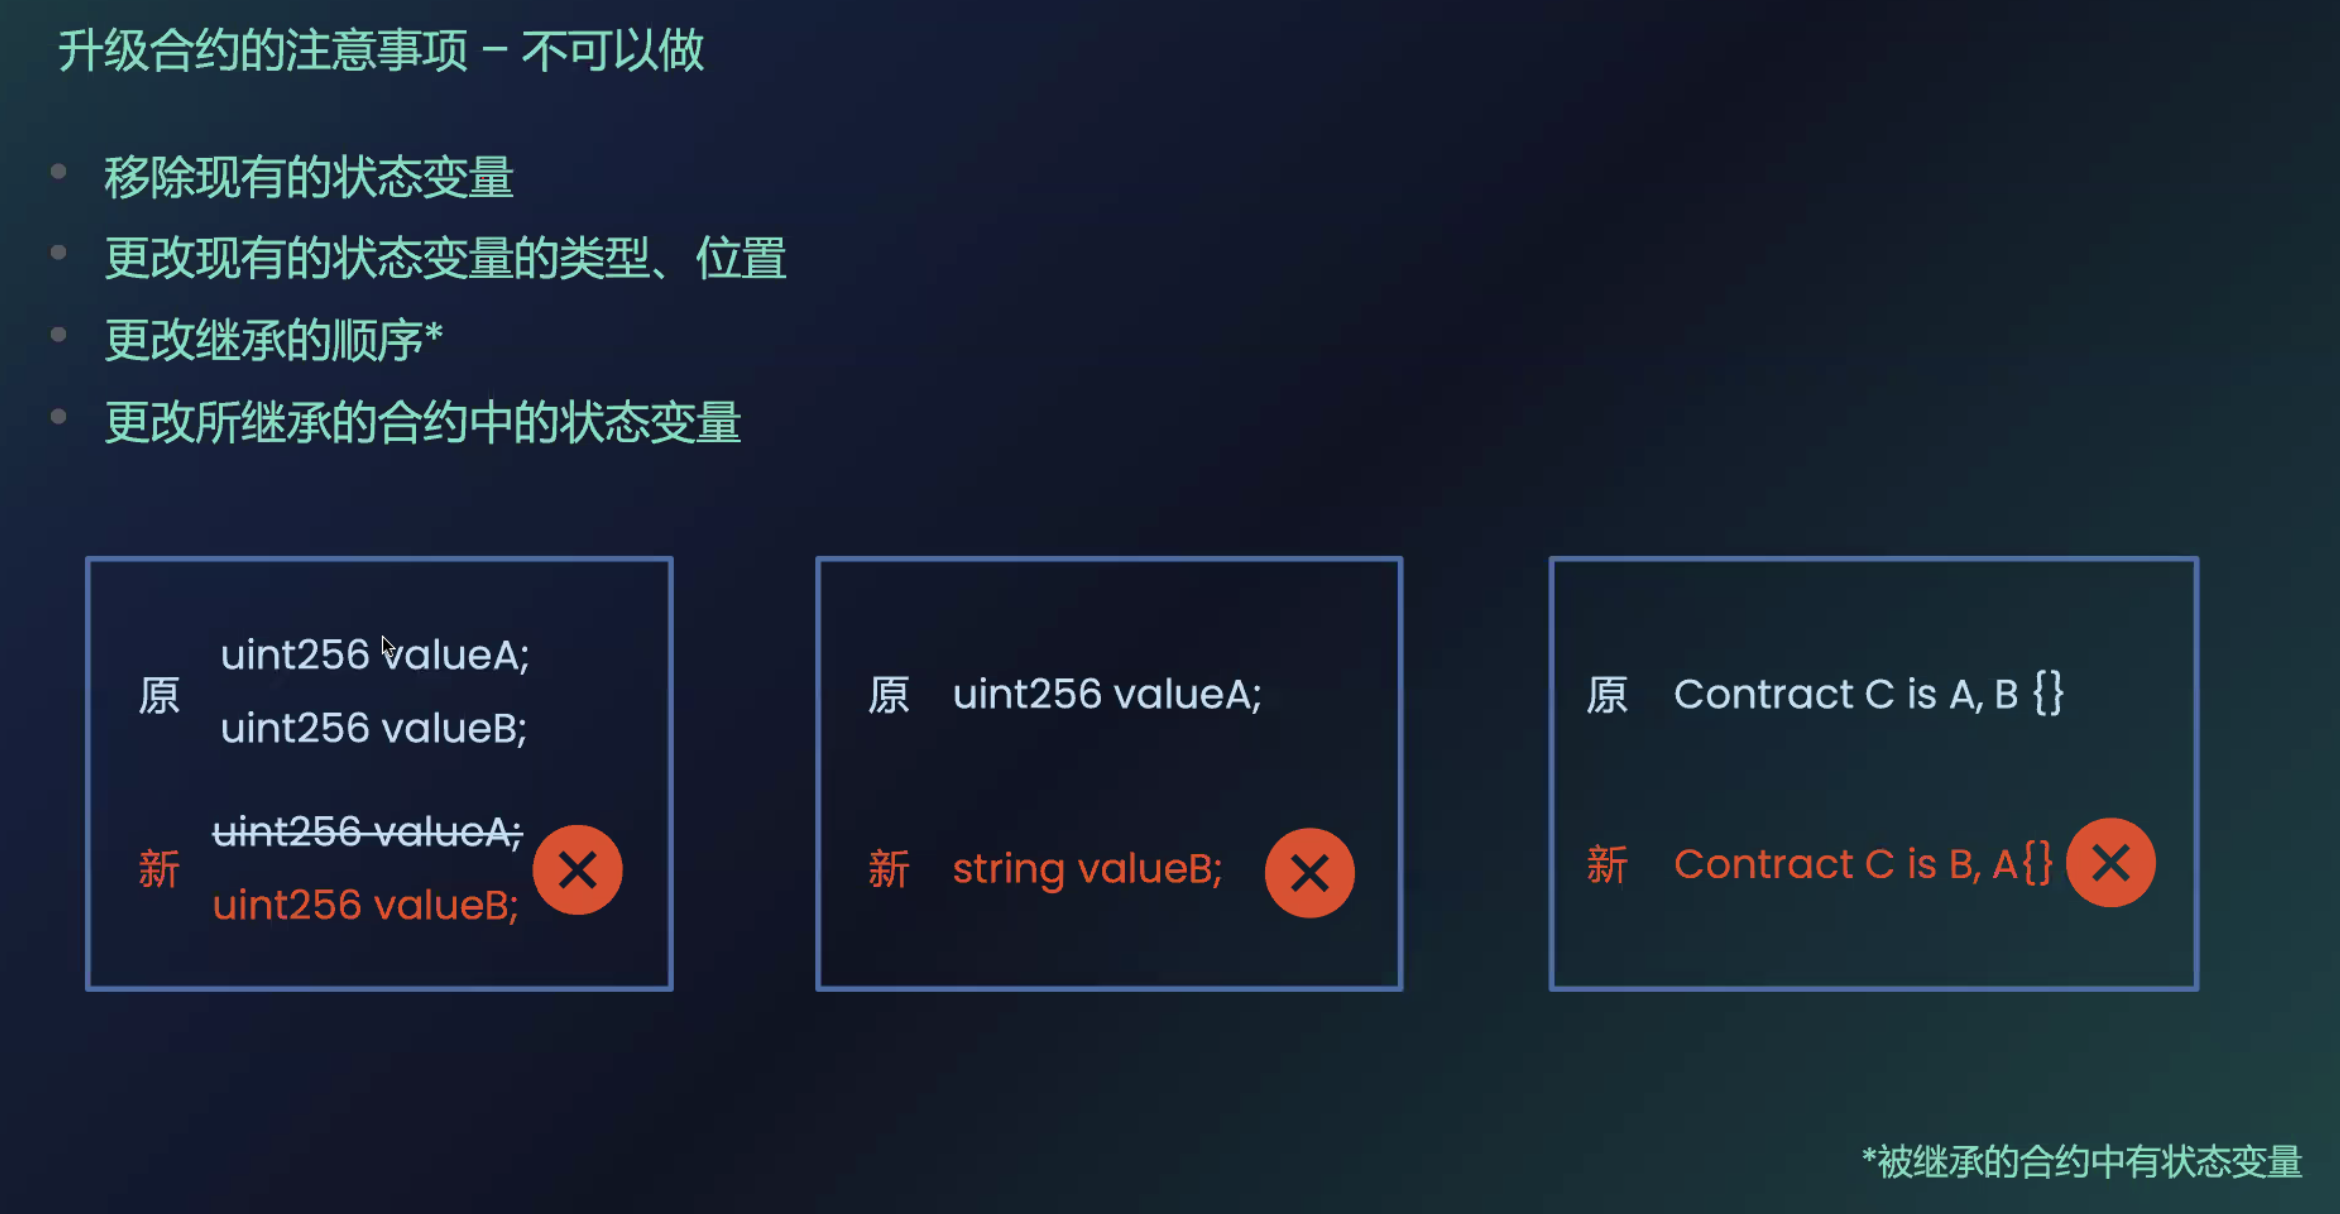 升级合约的注意事项 – 不可以做
移除现有的状态变量
更改现有的状态变量的类型、位置
更改继承的顺序*
更改所继承的合约中的状态变量
原
uint256 valueA;
uint256 valueB;
新
uint256 valueA;
uint256 valueB;
原 uint256 valueA;
新 string valueB;
原 Contract C is A, B {}
新 Contract C is B, A{}
*被继承的合约中有状态变量